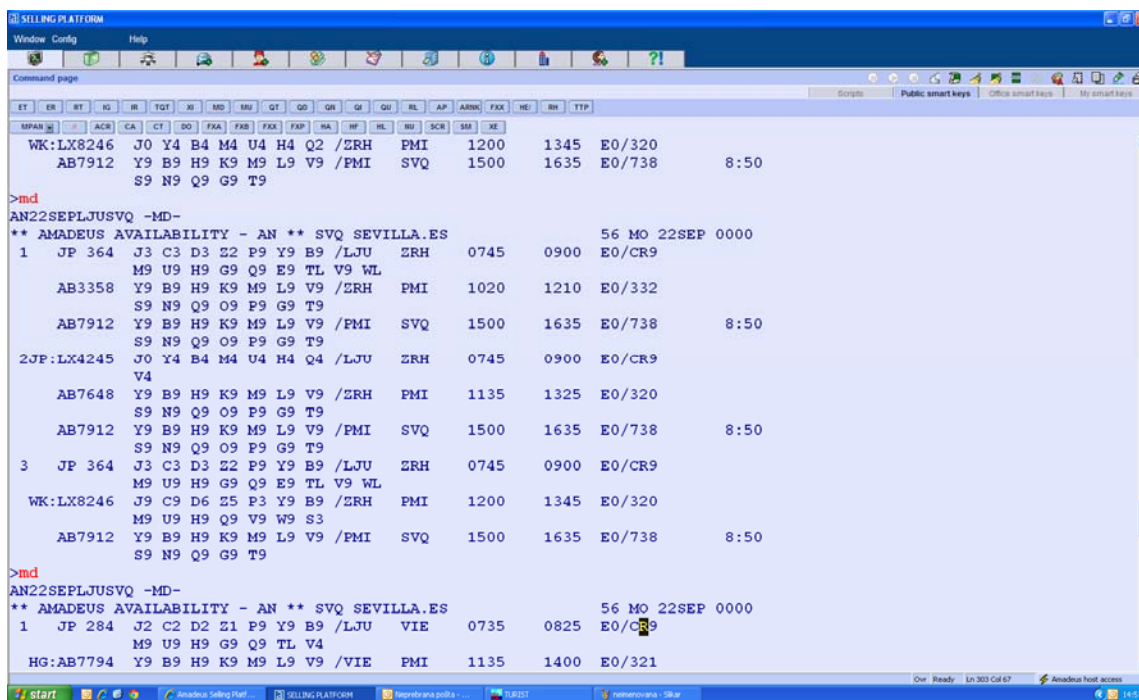 SELLING PLATFORM
Window Config Help
Command page
Scripts Public smart keys Office smart keys My smart keys
ET ER RT IG IR TQT XI MD MU QT QD QN QI QU RL AP ARNK FXX HE/ RH TTP
MPAN ACR CA CT DO FXA FXB FXX FXP HA HF HL NU SCR SM XE
WK:LX8246 J0 Y4 B4 M4 U4 H4 Q2 /ZRH PMI 1200 1345 E0/320
AB7912 Y9 B9 H9 K9 M9 L9 V9 /PMI SVQ 1500 1635 E0/738 8:50
S9 N9 Q9 G9 T9
>md
AN22SEPLJUSVQ -MD-
** AMADEUS AVAILABILITY - AN ** SVQ SEVILLA.ES 56 MO 22SEP 0000
1 JP 364 J3 C3 D3 Z2 P9 Y9 B9 /LJU ZRH 0745 0900 E0/CR9
M9 U9 H9 G9 Q9 E9 TL V9 WL
AB3358 Y9 B9 H9 K9 M9 L9 V9 /ZRH PMI 1020 1210 E0/332
S9 N9 Q9 O9 P9 G9 T9
AB7912 Y9 B9 H9 K9 M9 L9 V9 /PMI SVQ 1500 1635 E0/738 8:50
S9 N9 Q9 O9 P9 G9 T9
2JP:LX4245 J0 Y4 B4 M4 U4 H4 Q4 /LJU ZRH 0745 0900 E0/CR9
V4
AB7648 Y9 B9 H9 K9 M9 L9 V9 /ZRH PMI 1135 1325 E0/320
S9 N9 Q9 O9 P9 G9 T9
AB7912 Y9 B9 H9 K9 M9 L9 V9 /PMI SVQ 1500 1635 E0/738 8:50
S9 N9 Q9 O9 P9 G9 T9
3 JP 364 J3 C3 D3 Z2 P9 Y9 B9 /LJU ZRH 0745 0900 E0/CR9
M9 U9 H9 G9 Q9 E9 TL V9 WL
WK:LX8246 J9 C9 D6 Z5 P3 Y9 B9 /ZRH PMI 1200 1345 E0/320
M9 U9 H9 Q9 V9 W9 S3
AB7912 Y9 B9 H9 K9 M9 L9 V9 /PMI SVQ 1500 1635 E0/738 8:50
S9 N9 Q9 G9 T9
>md
AN22SEPLJUSVQ -MD-
** AMADEUS AVAILABILITY - AN ** SVQ SEVILLA.ES 56 MO 22SEP 0000
1 JP 284 J2 C2 D2 Z1 P9 Y9 B9 /LJU VIE 0735 0825 E0/CR9
M9 U9 H9 G9 Q9 TL V4
HG:AB7794 Y9 B9 H9 K9 M9 L9 V9 /VIE PMI 1135 1400 E0/321
Ovr Ready Ln 303 Col 67 Amadeus host access
start Amadeus Selling Platf... SELLING PLATFORM Neprebrana pošta - ... TURIST nemenovana - Slikar